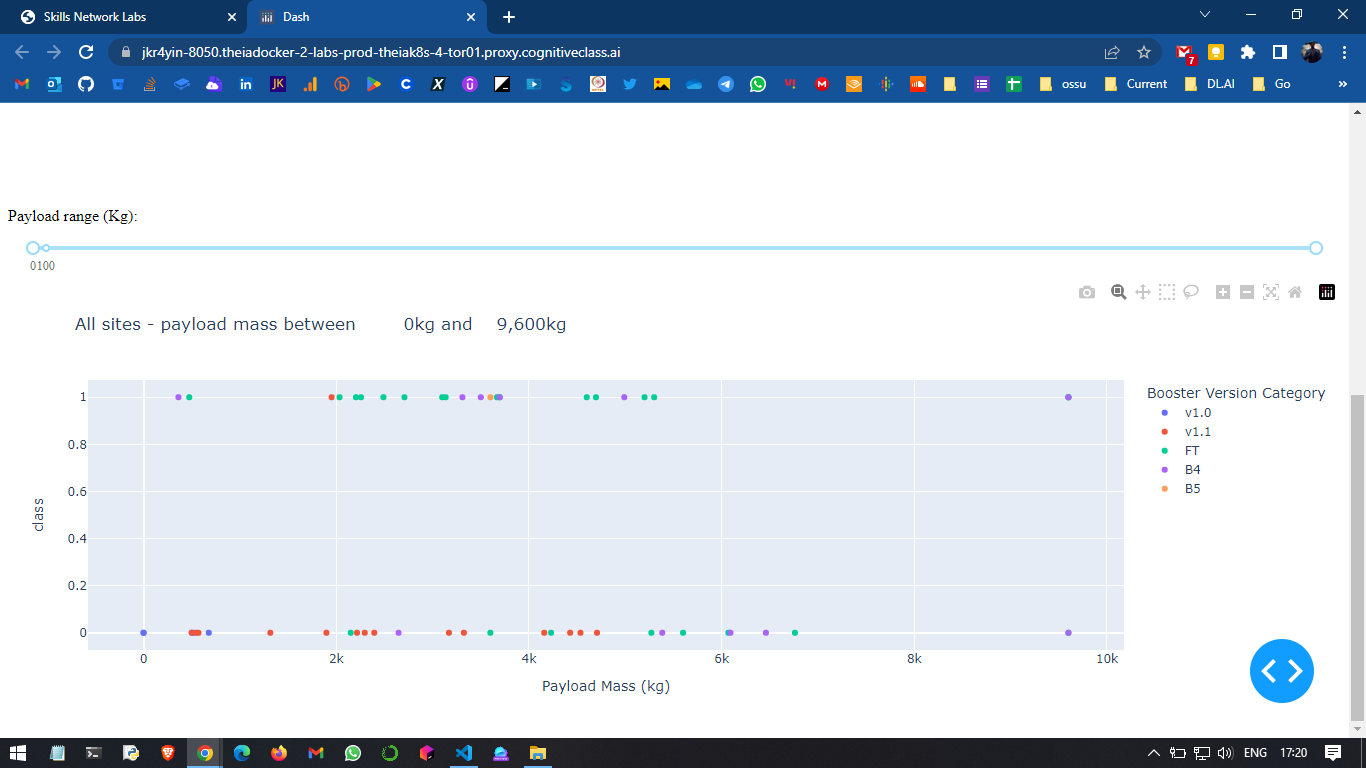 Skills Network Labs
Dash
jkr4yin-8050.theiadocker-2-labs-prod-theiak8s-4-tor01.proxy.cognitiveclass.ai
7
in
JK
ossu
Current
DL.AI
Go
»
Payload range (Kg):
0100
All sites - payload mass between 0kg and 9,600kg
1
0.8
0.6
0.4
0.2
0
class
0 2k 4k 6k 8k 10k
Payload Mass (kg)
Booster Version Category
v1.0
v1.1
FT
B4
B5
ENG 17:20